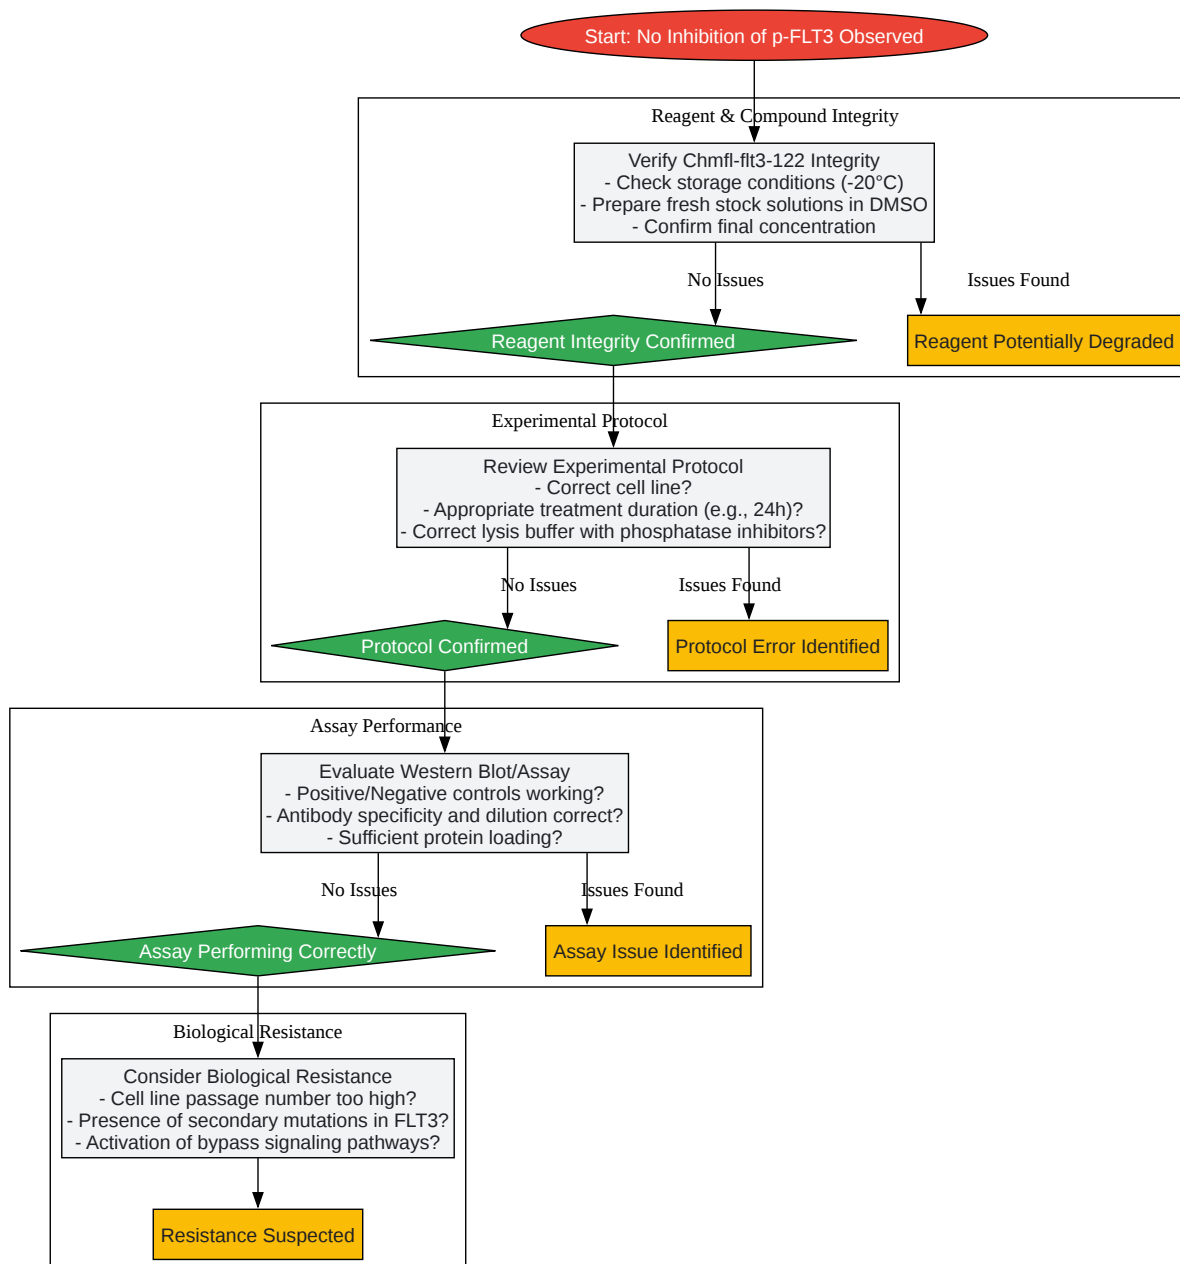 Start: No Inhibition of p-FLT3 Observed
Reagent & Compound Integrity
Verify Chmfl-flt3-122 Integrity
- Check storage conditions (-20°C)
- Prepare fresh stock solutions in DMSO
- Confirm final concentration
No Issues
Issues Found
Reagent Integrity Confirmed
Reagent Potentially Degraded
Experimental Protocol
Review Experimental Protocol
- Correct cell line?
- Appropriate treatment duration (e.g., 24h)?
- Correct lysis buffer with phosphatase inhibitors?
No Issues
Issues Found
Protocol Confirmed
Protocol Error Identified
Assay Performance
Evaluate Western Blot/Assay
- Positive/Negative controls working?
- Antibody specificity and dilution correct?
- Sufficient protein loading?
No Issues
Issues Found
Assay Performing Correctly
Assay Issue Identified
Biological Resistance
Consider Biological Resistance
- Cell line passage number too high?
- Presence of secondary mutations in FLT3?
- Activation of bypass signaling pathways?
Resistance Suspected